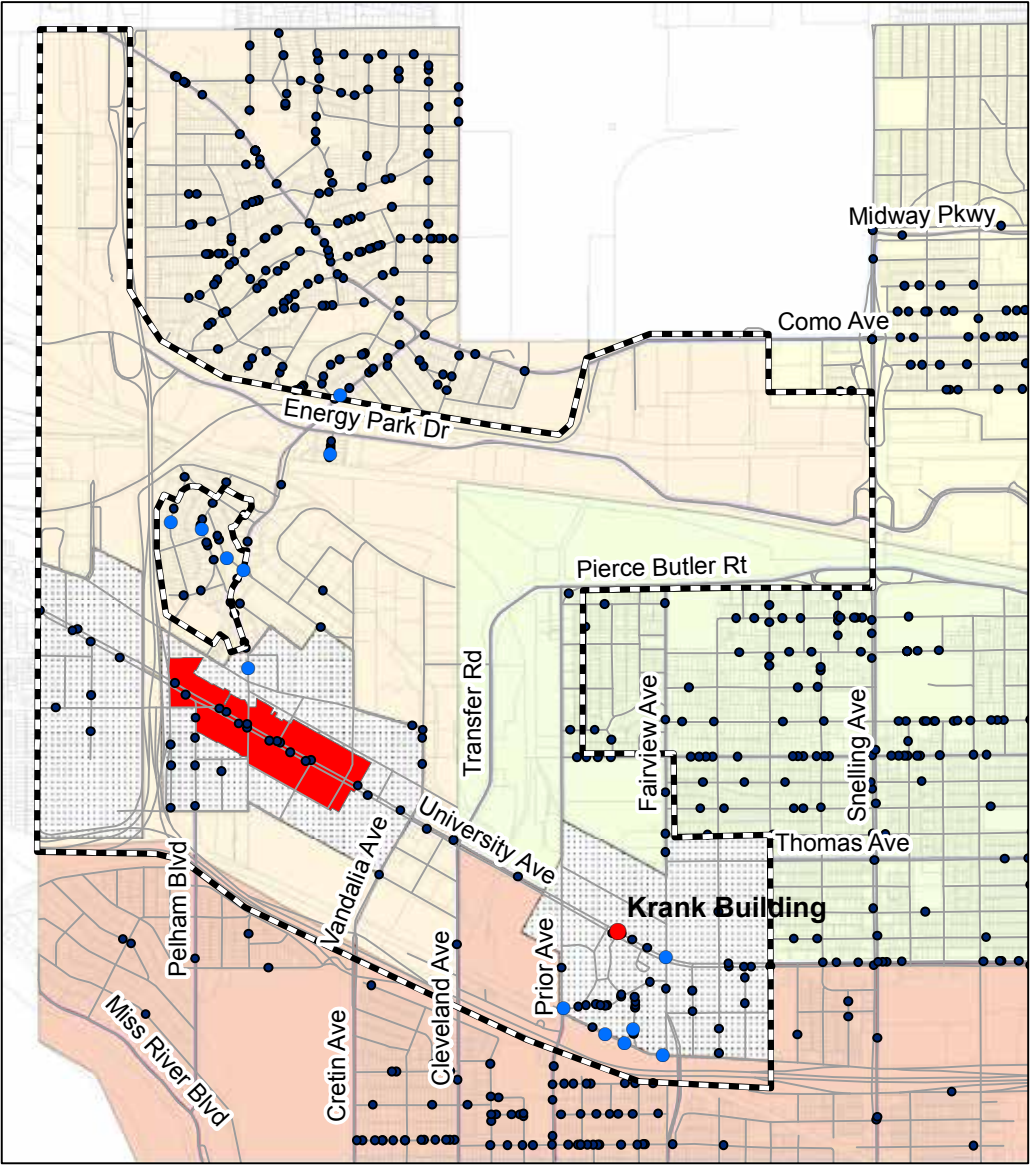 Midway Pkwy
Como Ave
Energy Park Dr
Pierce Butler Rt
Transfer Rd
Fairview Ave
Snelling Ave
University Ave
Thomas Ave
Vandalia Ave
Pelham Blvd
Krank Building
Prior Ave
Cleveland Ave
Miss River Blvd
Cretin Ave